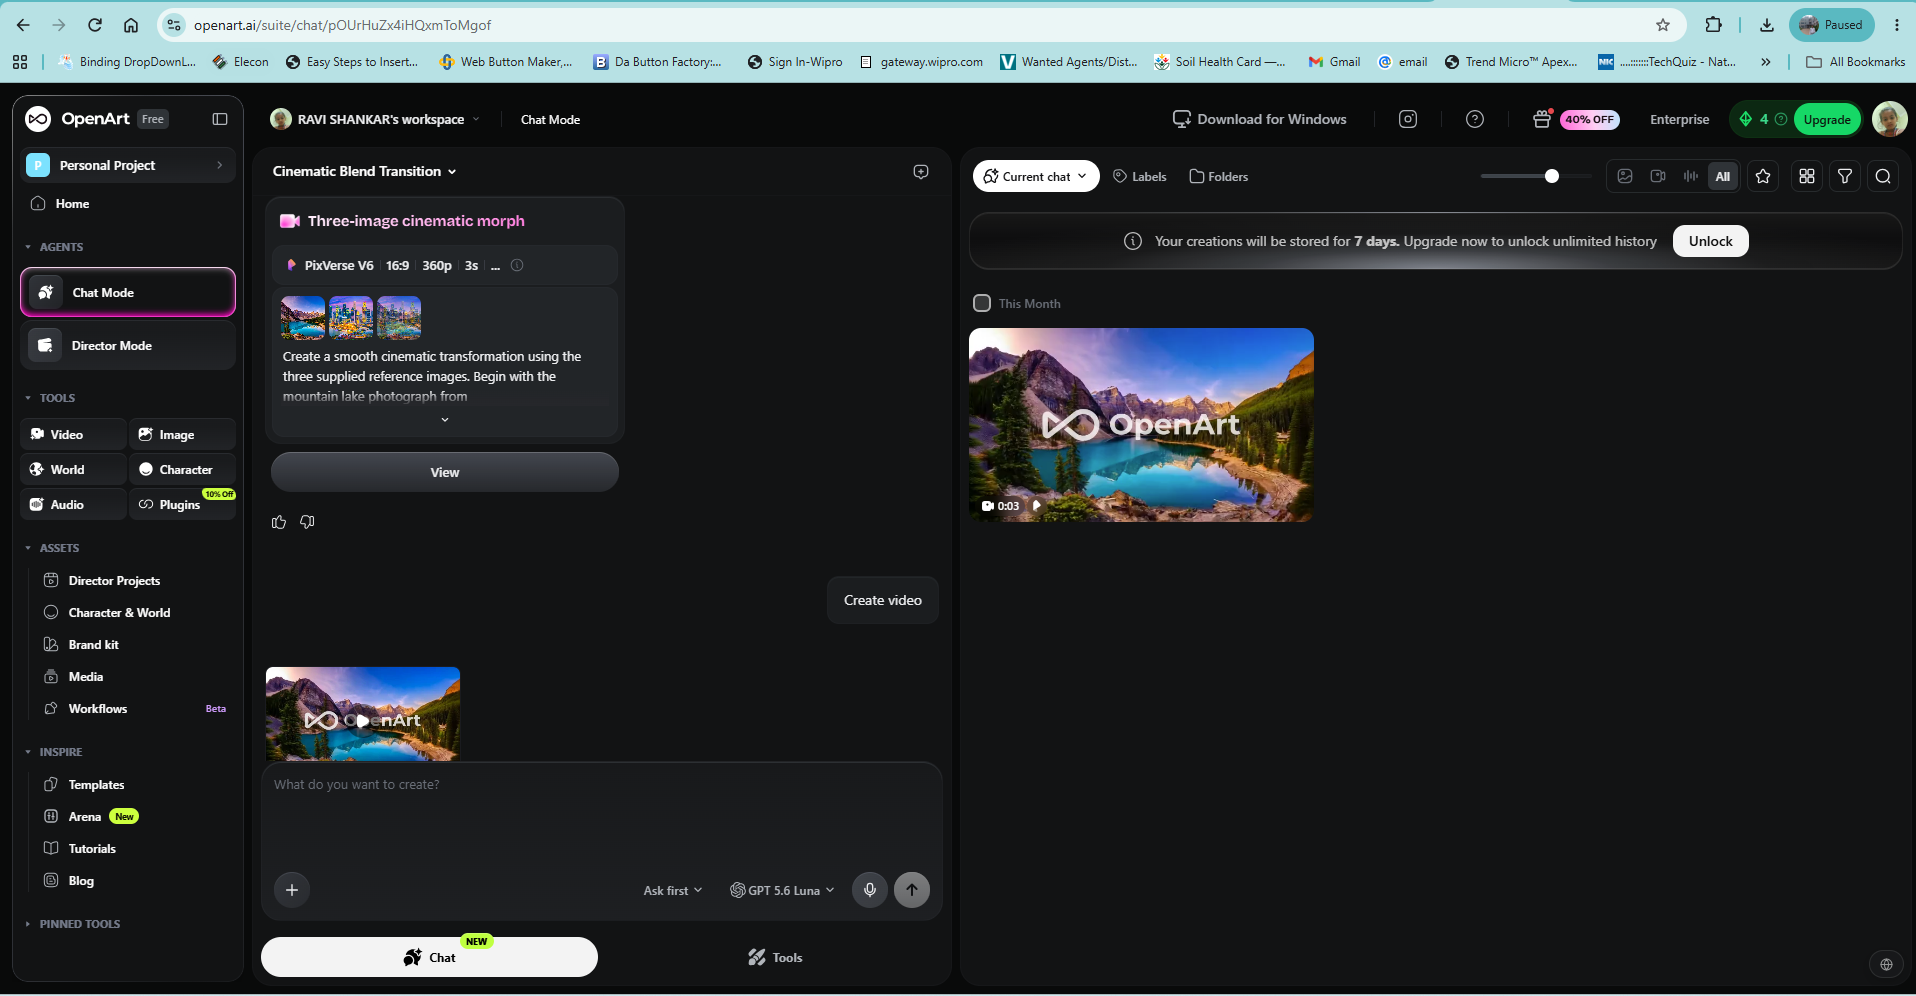 openart.ai/suite/chat/pOUrHuZx4iHQxmToMgof
Paused
Binding DropDownL...
Elecon
Easy Steps to Insert...
Web Button Maker,...
Da Button Factory:...
Sign In-Wipro
gateway.wipro.com
Wanted Agents/Dist...
Soil Health Card —...
Gmail
email
Trend Micro™ Apex...
NIC
....:::::::TechQuiz - Nat...
»
All Bookmarks
OpenArt
Free
RAVI SHANKAR's workspace
Chat Mode
Download for Windows
40% OFF
Enterprise
4
Upgrade
P
Personal Project
Home
AGENTS
Chat Mode
Director Mode
TOOLS
Video
Image
World
Character
Audio
Plugins
10% Off
ASSETS
Director Projects
Character & World
Brand kit
Media
Workflows
Beta
INSPIRE
Templates
Arena
New
Tutorials
Blog
PINNED TOOLS
Cinematic Blend Transition
Three-image cinematic morph
PixVerse V6
16:9
360p
3s
...
Create a smooth cinematic transformation using the
three supplied reference images. Begin with the
mountain lake photograph from
View
Create video
OpenArt
What do you want to create?
Ask first
GPT 5.6 Luna
Chat
NEW
Tools
Current chat
Labels
Folders
All
Your creations will be stored for 7 days. Upgrade now to unlock unlimited history
Unlock
This Month
OpenArt
0:03